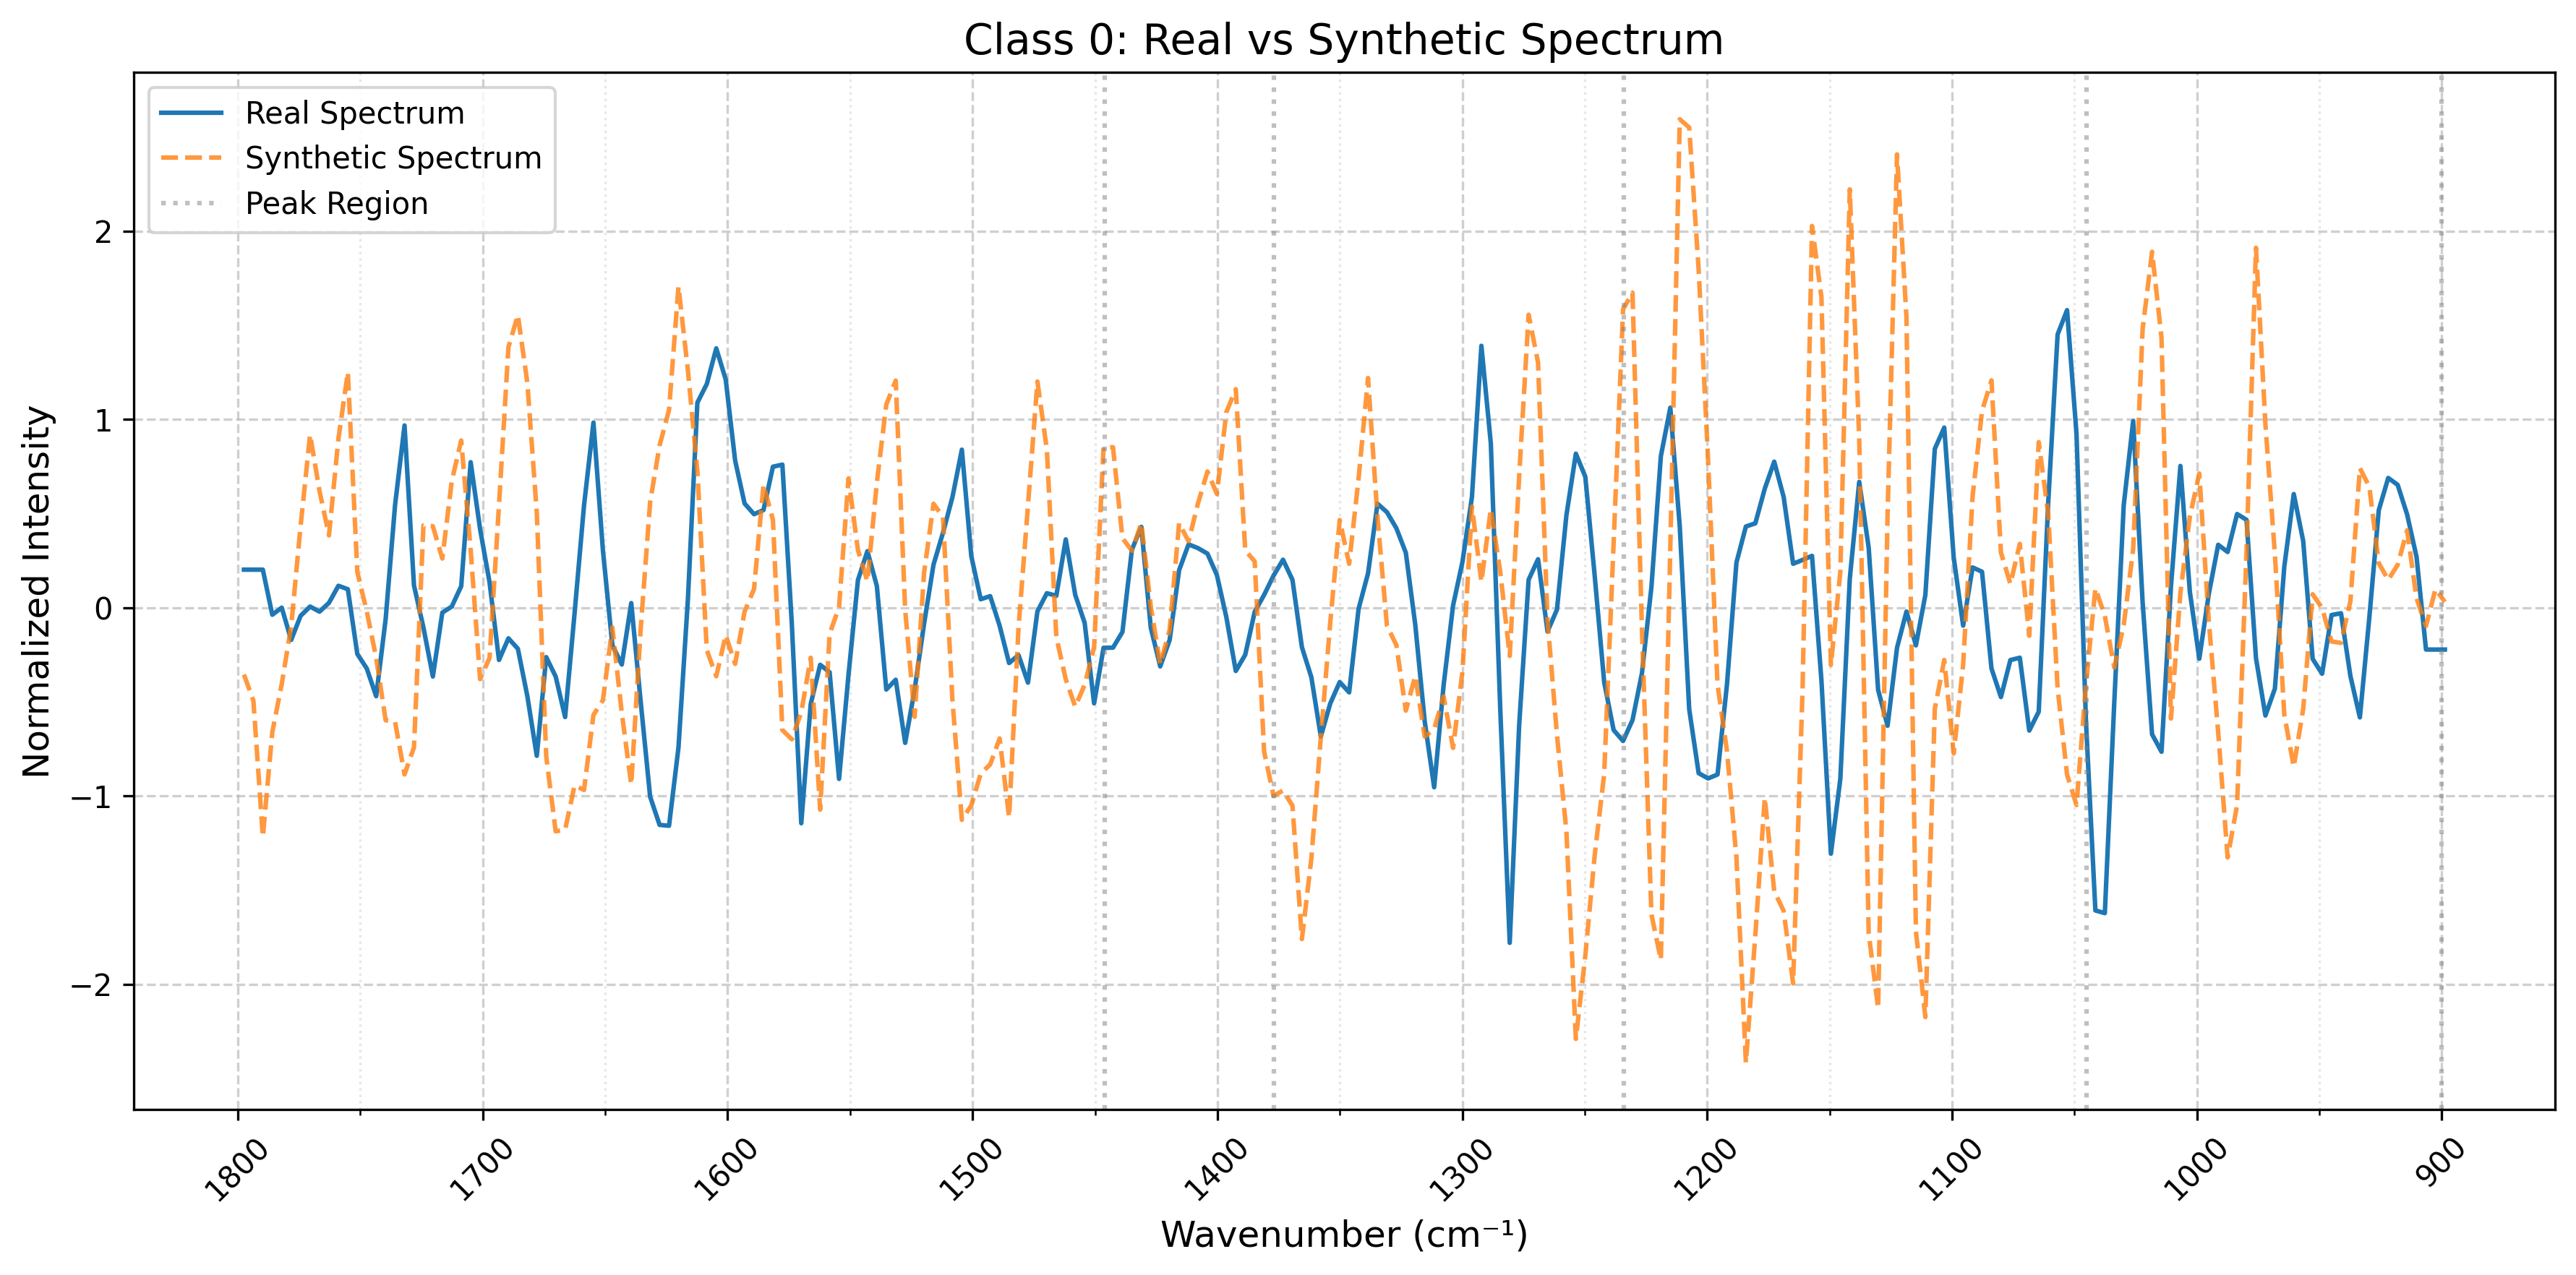 Class 0: Real vs Synthetic Spectrum
Real Spectrum
Synthetic Spectrum
Peak Region
Normalized Intensity
2
1
0
−1
−2
1800
1700
1600
1500
1400
1300
1200
1100
1000
900
Wavenumber (cm⁻¹)